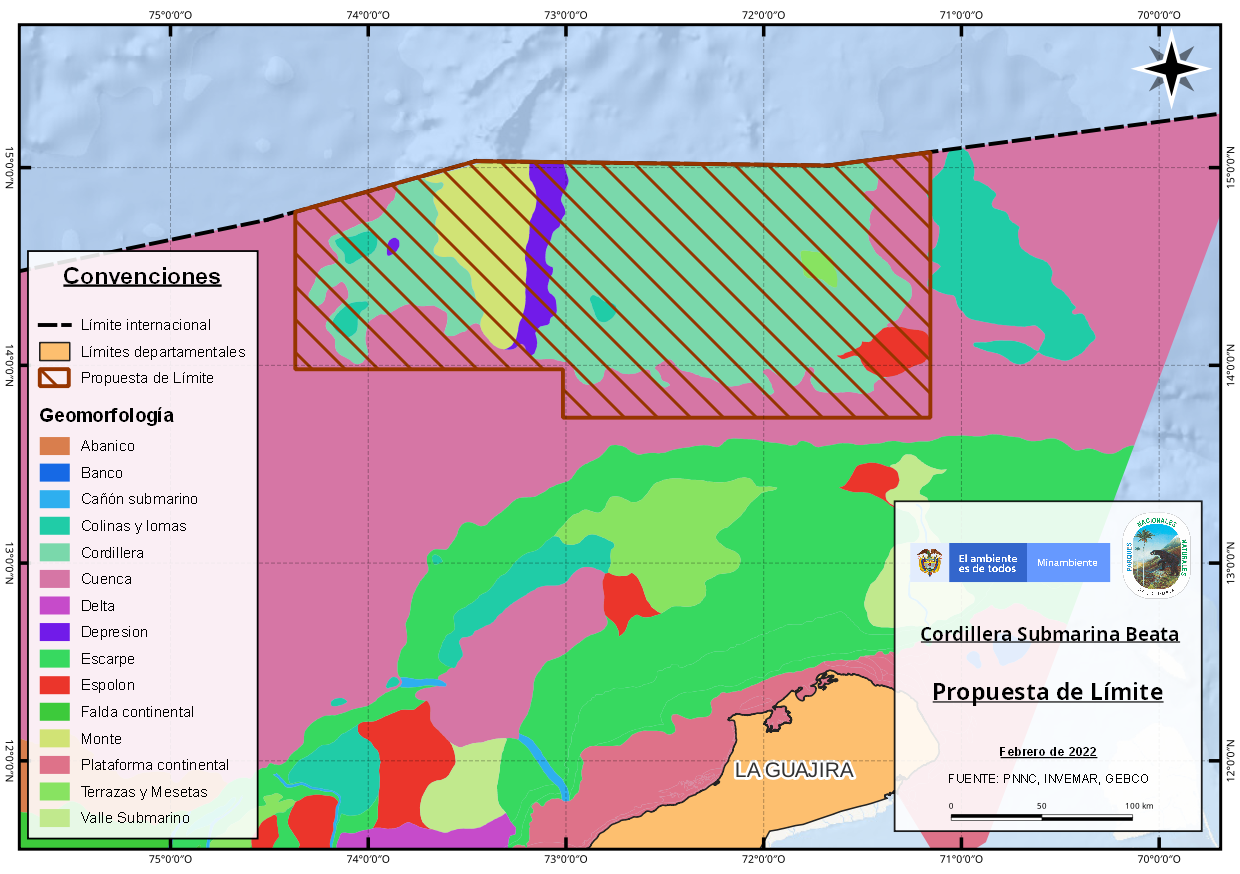 75°0'0"O 74°0'0"O 73°0'0"O 72°0'0"O 71°0'0"O 70°0'0"O
15°0'0"N 15°0'0"N
Convenciones
Límite internacional
Límites departamentales
Propuesta de Límite
Geomorfología
Abanico
Banco
Cañón submarino
Colinas y lomas
Cordillera
Cuenca
Delta
Depresion
Escarpe
Espolon
Falda continental
Monte
Plataforma continental
Terrazas y Mesetas
Valle Submarino
14°0'0"N 14°0'0"N
13°0'0"N 13°0'0"N
12°0'0"N 12°0'0"N
LA GUAJIRA
El ambiente
es de todos
Minambiente
PARQUES NACIONALES NATURALES
Cordillera Submarina Beata
Propuesta de Límite
Febrero de 2022
FUENTE: PNNC, INVEMAR, GEBCO
0 50 100 km
75°0'0"O 74°0'0"O 73°0'0"O 72°0'0"O 71°0'0"O 70°0'0"O